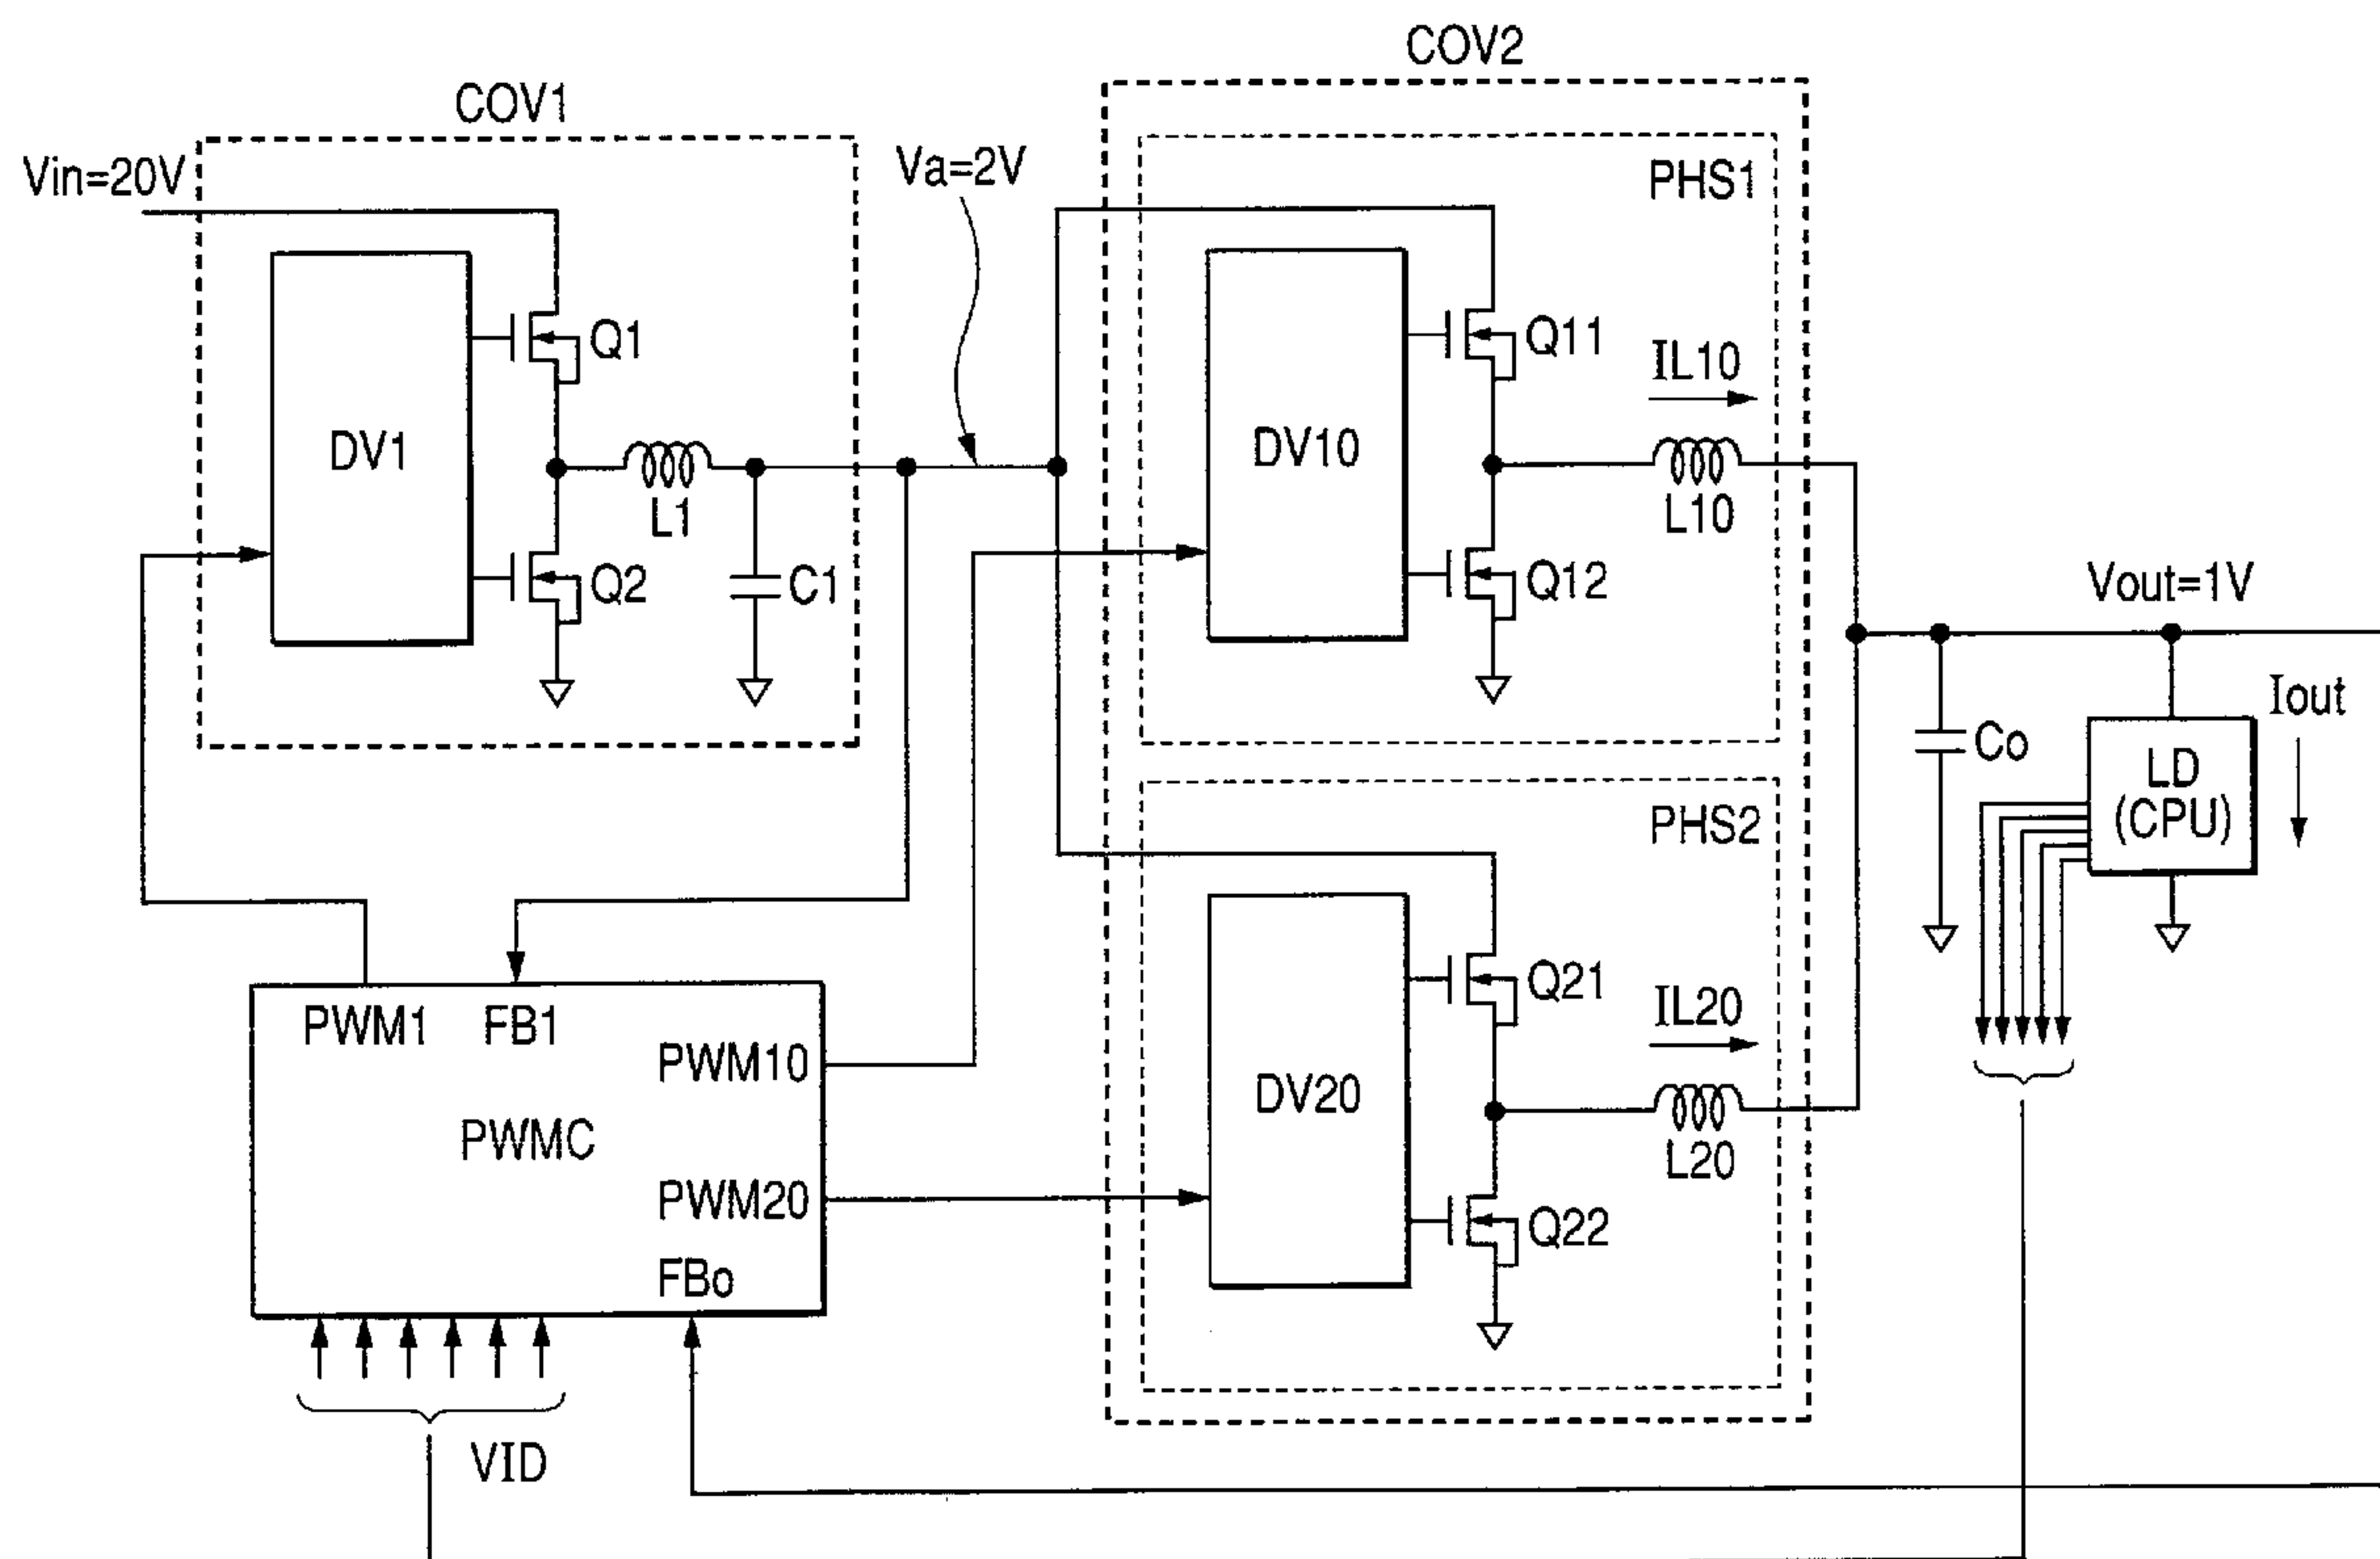 COV2
COV1
Vin=20V
Va=2V
PHS1
Q1
Q11
IL10
DV1
DV10
L1
L10
Q2
C1
Q12
Vout=1V
Iout
Co
LD
(CPU)
PHS2
Q21
IL20
PWM1
FB1
PWM10
DV20
PWMC
L20
PWM20
Q22
FBo
VID